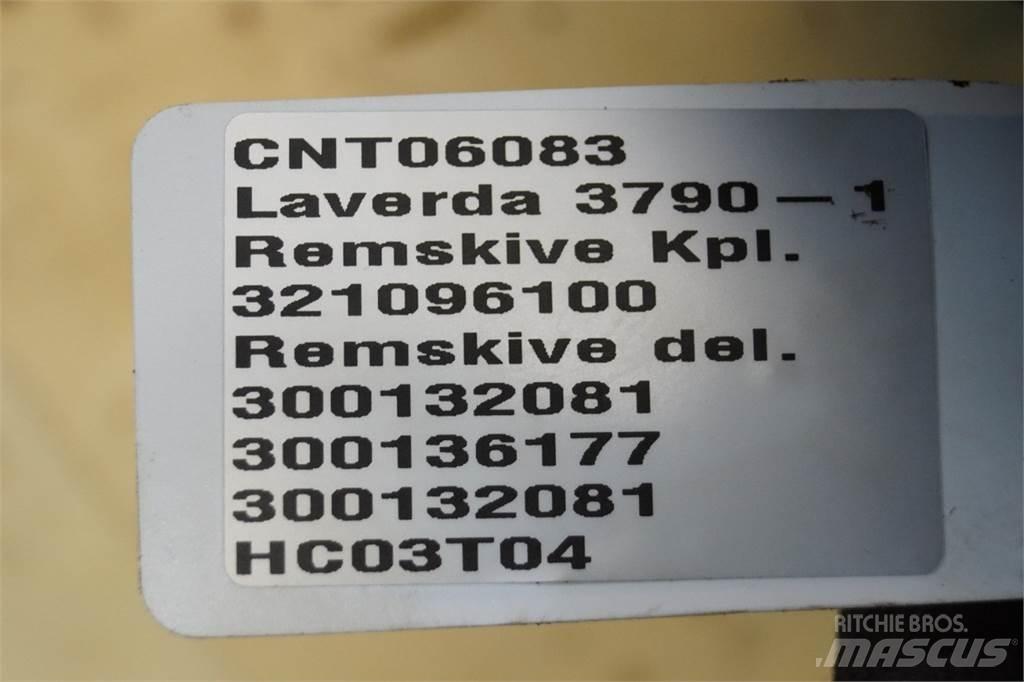 CNT06083
Laverda 3790 – 1
Remskive Kpl.
321096100
Remskive del.
300132081
300136177
300132081
HC03T04
RITCHIE BROS.
MASCUS